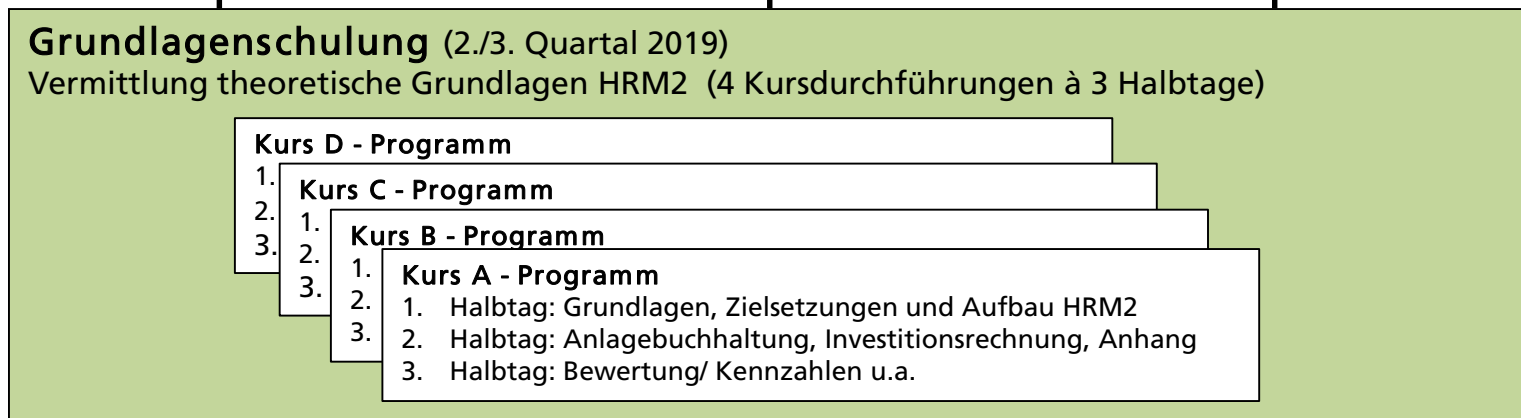 Grundlagenschulung (2./3. Quartal 2019)
Vermittlung theoretische Grundlagen HRM2 (4 Kursdurchführungen à 3 Halbtage)
Kurs D - Programm
1.
2.
3.
Kurs C - Programm
1.
2.
3.
Kurs B - Programm
1.
2.
3.
Kurs A - Programm
1. Halbtag: Grundlagen, Zielsetzungen und Aufbau HRM2
2. Halbtag: Anlagebuchhaltung, Investitionsrechnung, Anhang
3. Halbtag: Bewertung/ Kennzahlen u.a.